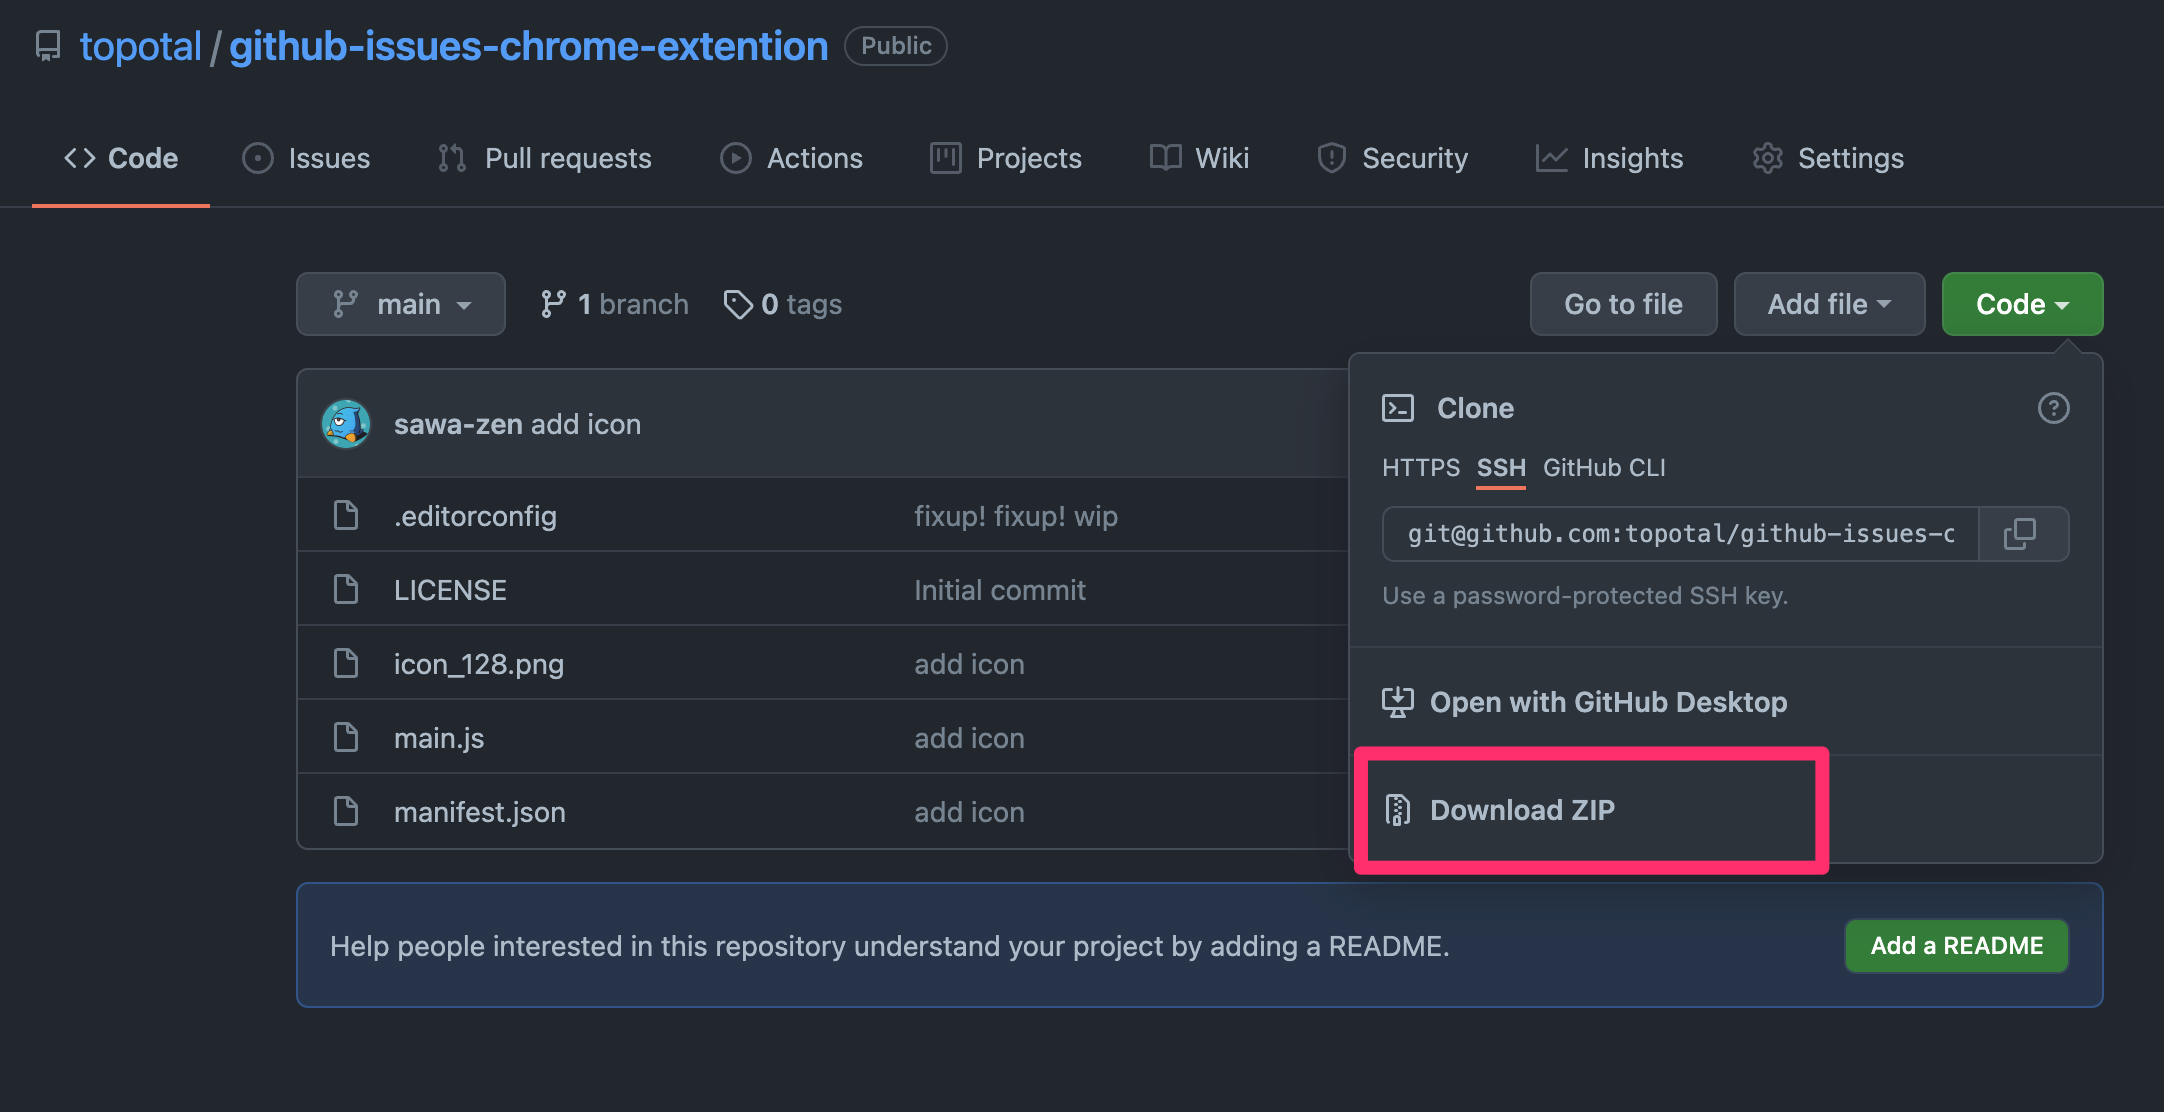 topotal / github-issues-chrome-extention Public
Code Issues Pull requests Actions Projects Wiki Security Insights Settings
main 1 branch 0 tags Go to file Add file Code
sawa-zen add icon
.editorconfig fixup! fixup! wip
LICENSE Initial commit
icon_128.png add icon
main.js add icon
manifest.json add icon
Clone
HTTPS SSH GitHub CLI
git@github.com:topotal/github-issues-c
Use a password-protected SSH key.
Open with GitHub Desktop
Download ZIP
Help people interested in this repository understand your project by adding a README. Add a README